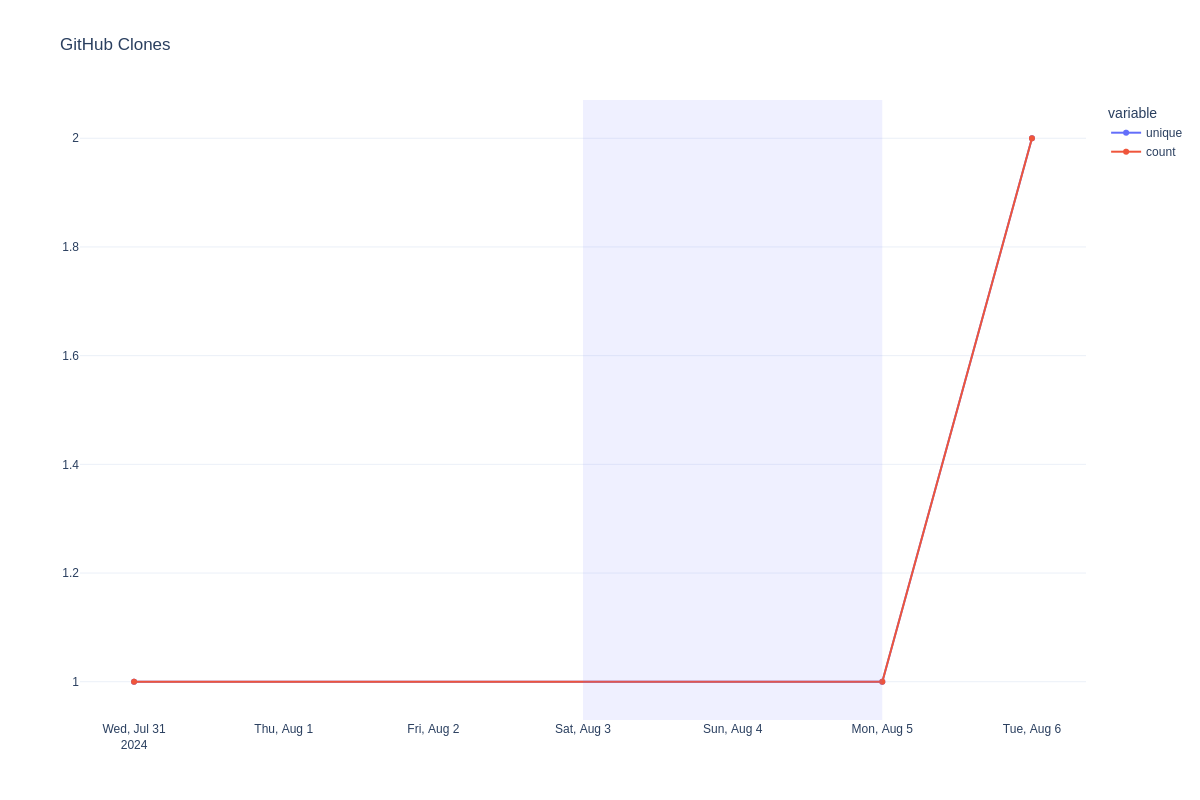 GitHub Clones
variable
unique
count
2
1.8
1.6
1.4
1.2
1
Wed, Jul 31
2024
Thu, Aug 1
Fri, Aug 2
Sat, Aug 3
Sun, Aug 4
Mon, Aug 5
Tue, Aug 6